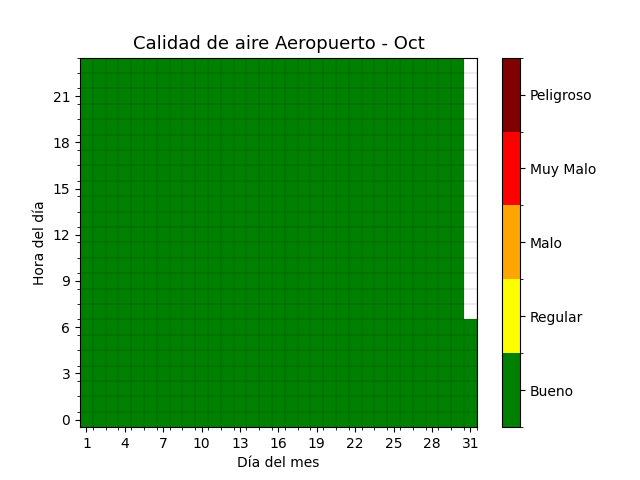 Calidad de aire Aeropuerto - Oct
Hora del día
21
18
15
12
9
6
3
0
1 4 7 10 13 16 19 22 25 28 31
Día del mes
Peligroso
Muy Malo
Malo
Regular
Bueno